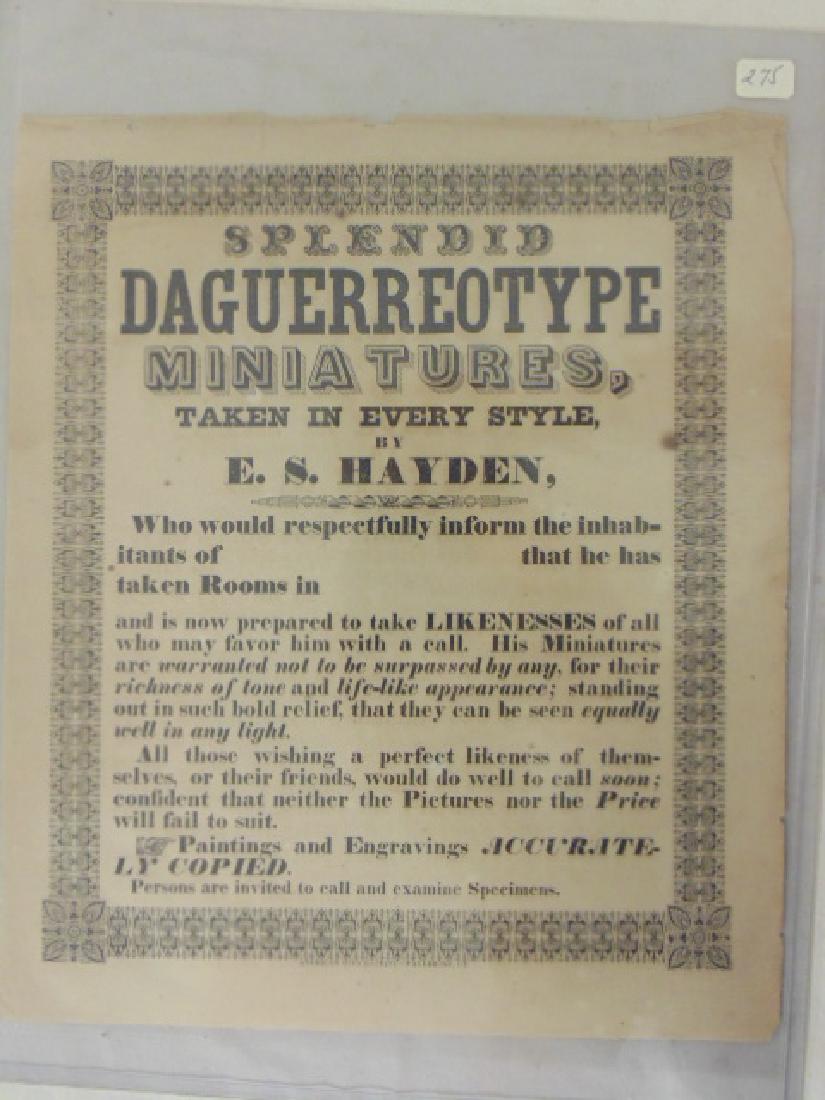 275
SPLENDID
DAGUERREOTYPE
MINIATURES,
TAKEN IN EVERY STYLE,
BY
E. S. HAYDEN,
Who would respectfully inform the inhab-
itants of that he has
taken Rooms in
and is now prepared to take LIKENESSES of all
who may favor him with a call. His Miniatures
are warranted not to be surpassed by any, for their
richness of tone and life-like appearance; standing
out in such bold relief, that they can be seen equally
well in any light.
All those wishing a perfect likeness of them-
selves, or their friends, would do well to call soon;
confident that neither the Pictures nor the Price
will fail to suit.
☞ Paintings and Engravings ACCURATE-
LY COPIED.
Persons are invited to call and examine Specimens.